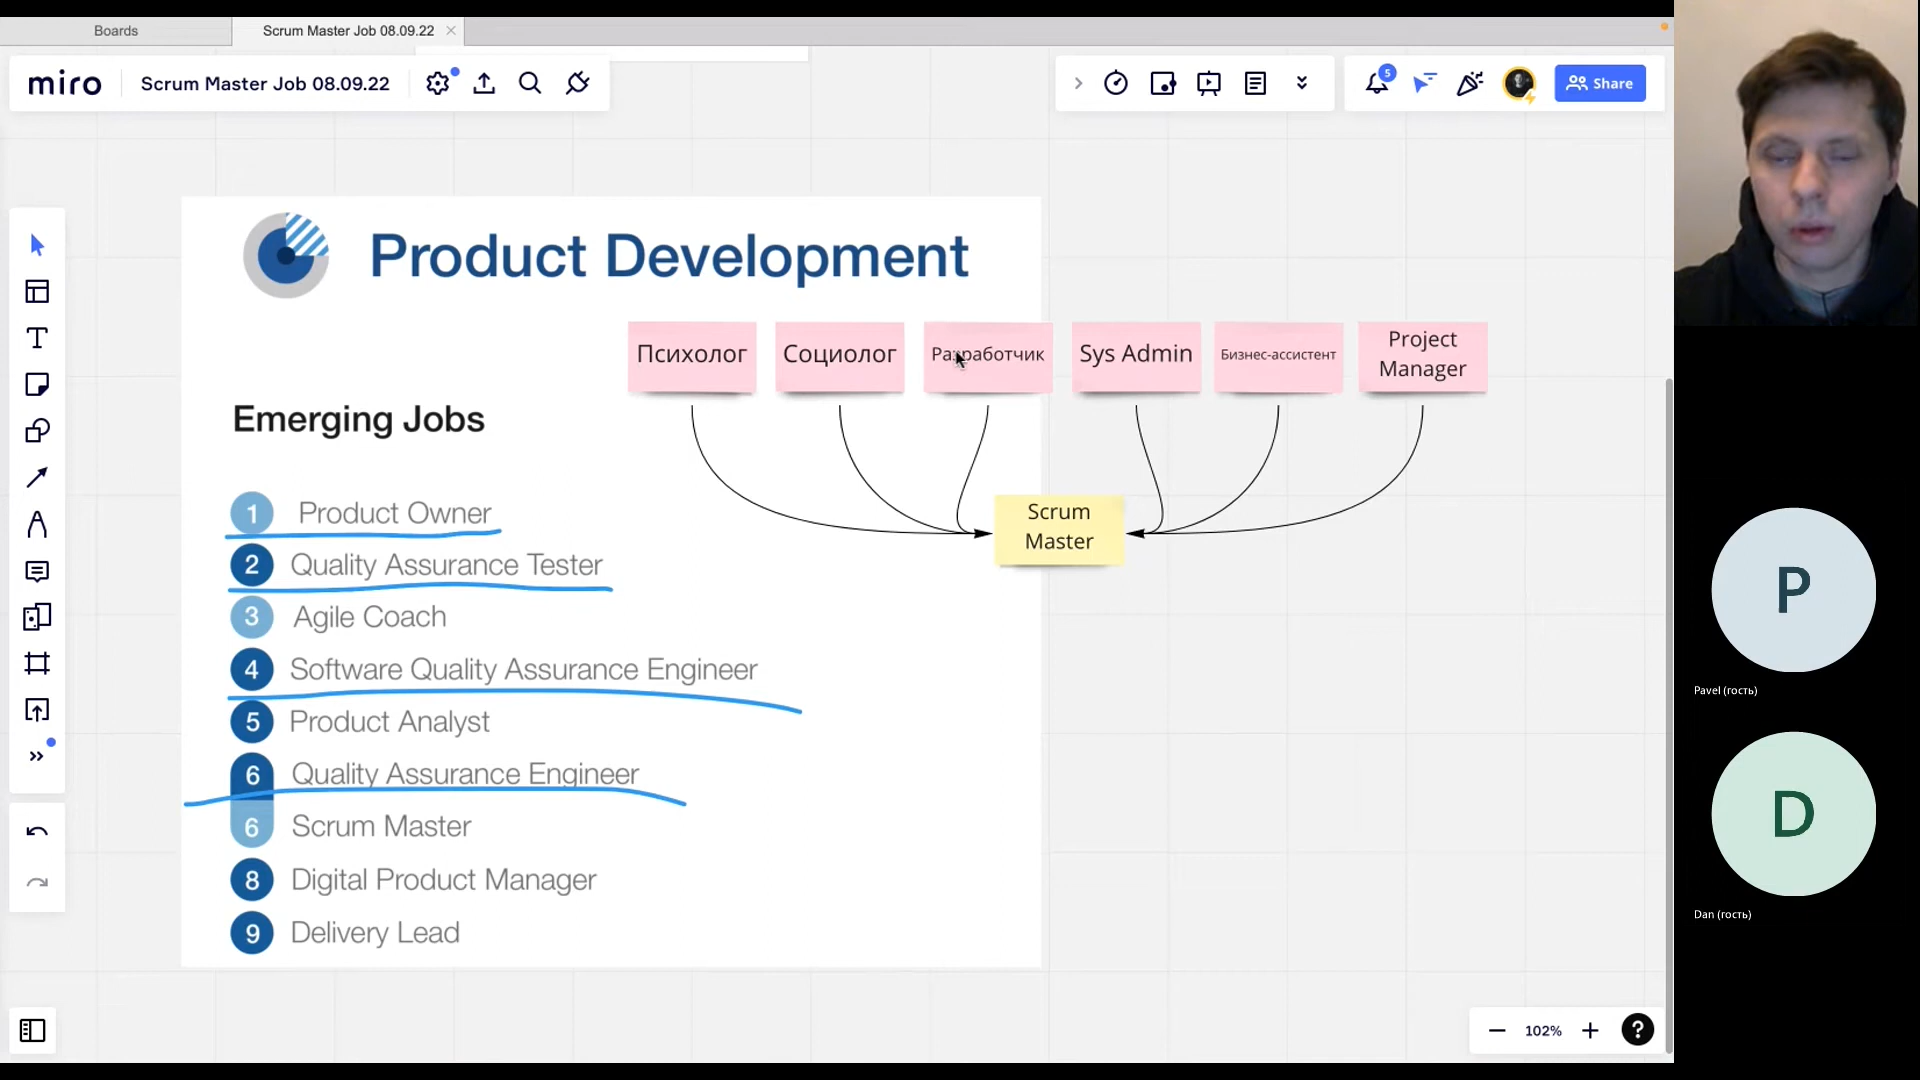 Boards
Scrum Master Job 08.09.22
miro
Scrum Master Job 08.09.22
5
Share
Product Development
Психолог
Социолог
Разработчик
Sys Admin
Бизнес-ассистент
Project
Manager
Emerging Jobs
Scrum
Master
1 Product Owner
2 Quality Assurance Tester
3 Agile Coach
4 Software Quality Assurance Engineer
5 Product Analyst
6 Quality Assurance Engineer
6 Scrum Master
8 Digital Product Manager
9 Delivery Lead
102%
?
P
Pavel (гость)
D
Dan (гость)